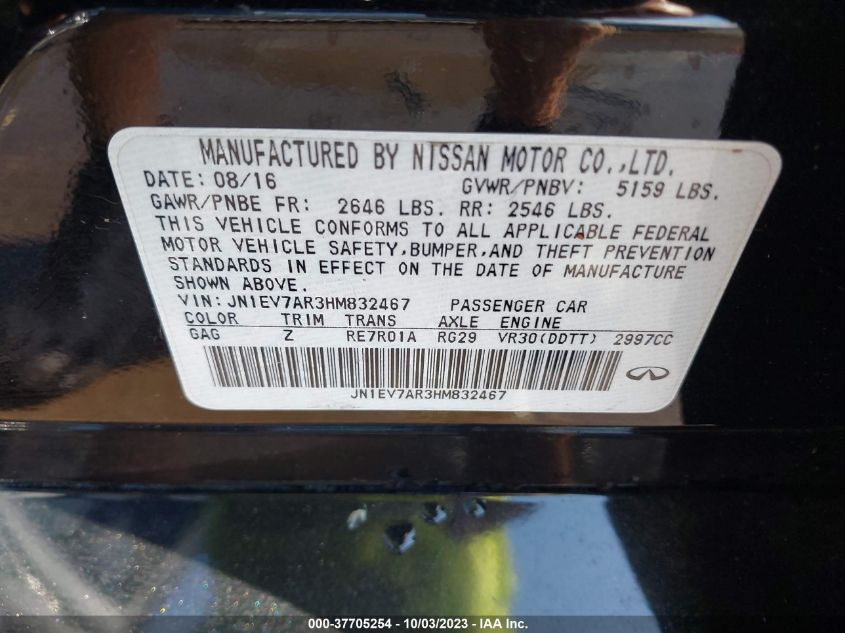 MANUFACTURED BY NISSAN MOTOR CO.,LTD.
DATE: 08/16 GVWR/PNBV: 5159 LBS.
GAWR/PNBE FR: 2646 LBS. RR: 2546 LBS.
THIS VEHICLE CONFORMS TO ALL APPLICABLE FEDERAL
MOTOR VEHICLE SAFETY,BUMPER,AND THEFT PREVENTION
STANDARDS IN EFFECT ON THE DATE OF MANUFACTURE
SHOWN ABOVE.
VIN: JN1EV7AR3HM832467 PASSENGER CAR
COLOR TRIM TRANS AXLE ENGINE
GAG Z RE7R01A RG29 VR30(DDTT) 2997CC
JN1EV7AR3HM832467
000-37705254 - 10/03/2023 - IAA Inc.